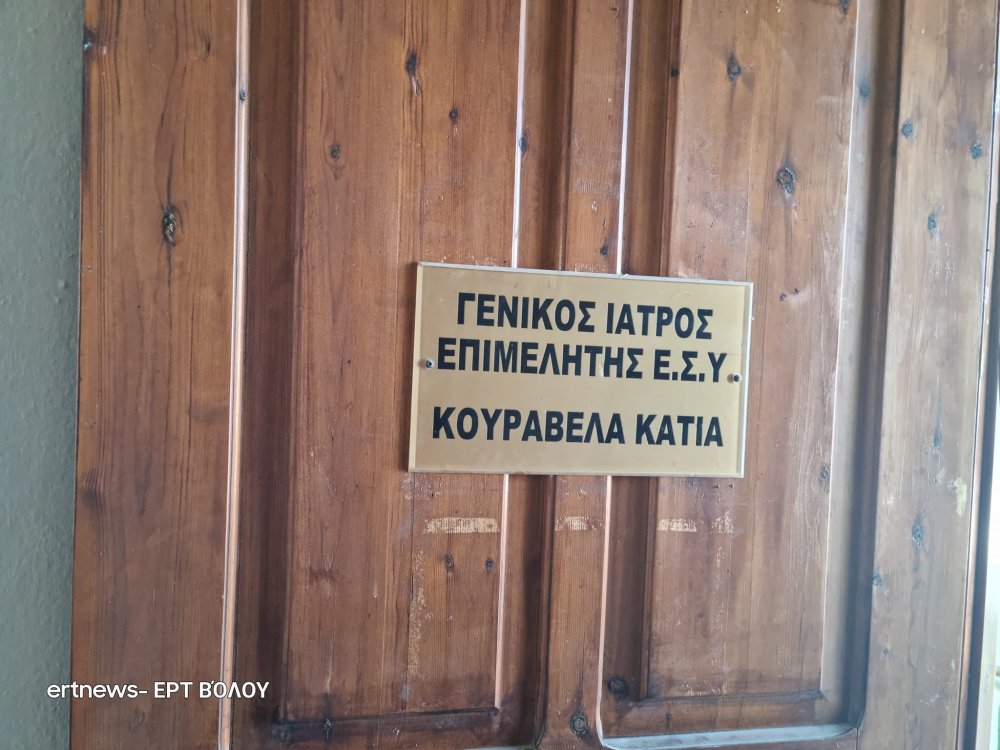 ΓΕΝΙΚΟΣ ΙΑΤΡΟΣ
ΕΠΙΜΕΛΗΤΗΣ Ε.Σ.Υ
ΚΟΥΡΑΒΕΛΑ ΚΑΤΙΑ
ertnews- ΕΡΤ ΒΌΛΟΥ